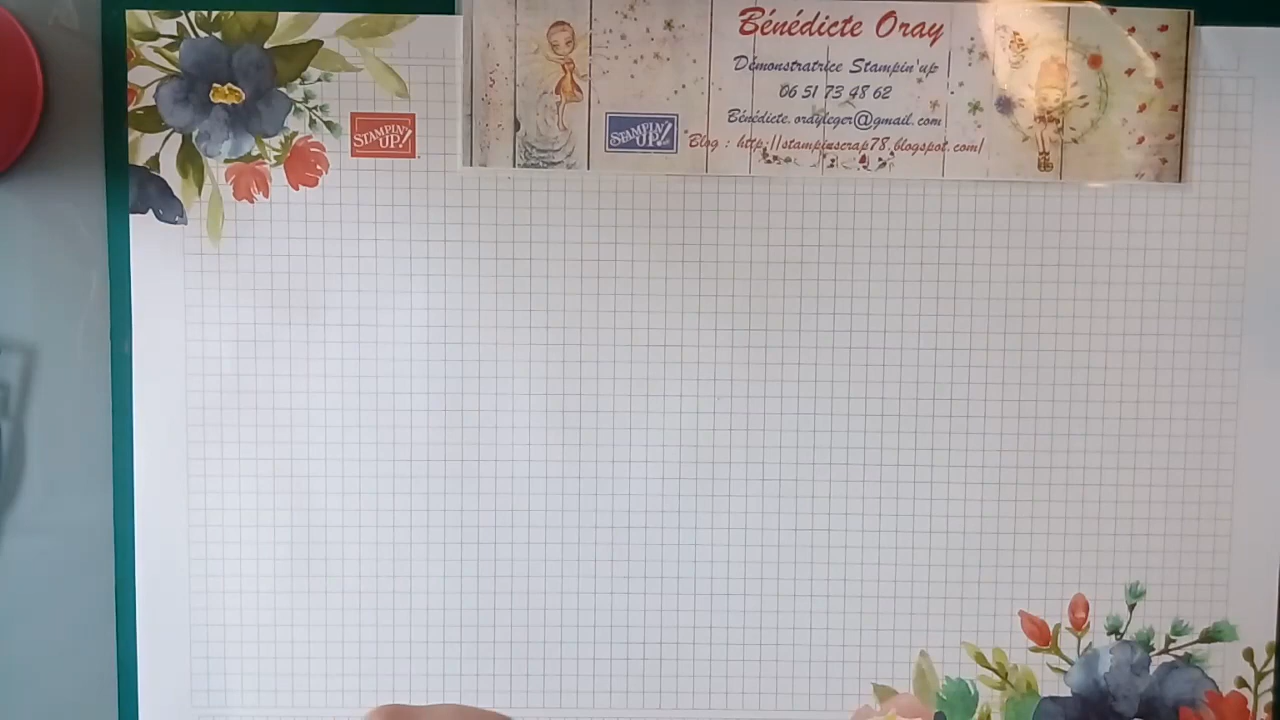 Bénédicte Oray
Démonstratrice Stampin'up
06 51 73 48 62
Bénédicte.orayleger@gmail.com
Blog : http://stampinscrap78.blogspot.com/
STAMPIN' UP!
STAMPIN' UP!